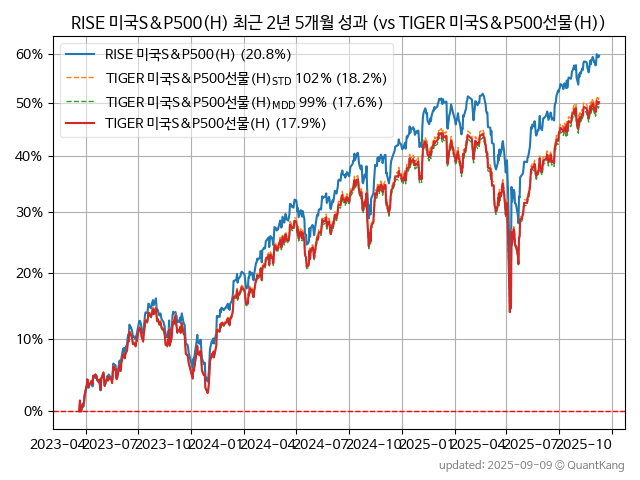 RISE 미국S&P500(H) 최근 2년 5개월 성과 (vs TIGER 미국S&P500선물(H))
RISE 미국S&P500(H) (20.8%)
TIGER 미국S&P500선물(H)STD 102% (18.2%)
TIGER 미국S&P500선물(H)MDD 99% (17.6%)
TIGER 미국S&P500선물(H) (17.9%)
60%
50%
40%
30%
20%
10%
0%
2023-04 2023-07 2023-10 2024-01 2024-04 2024-07 2024-10 2025-01 2025-04 2025-07 2025-10
updated: 2025-09-09 © QuantKang